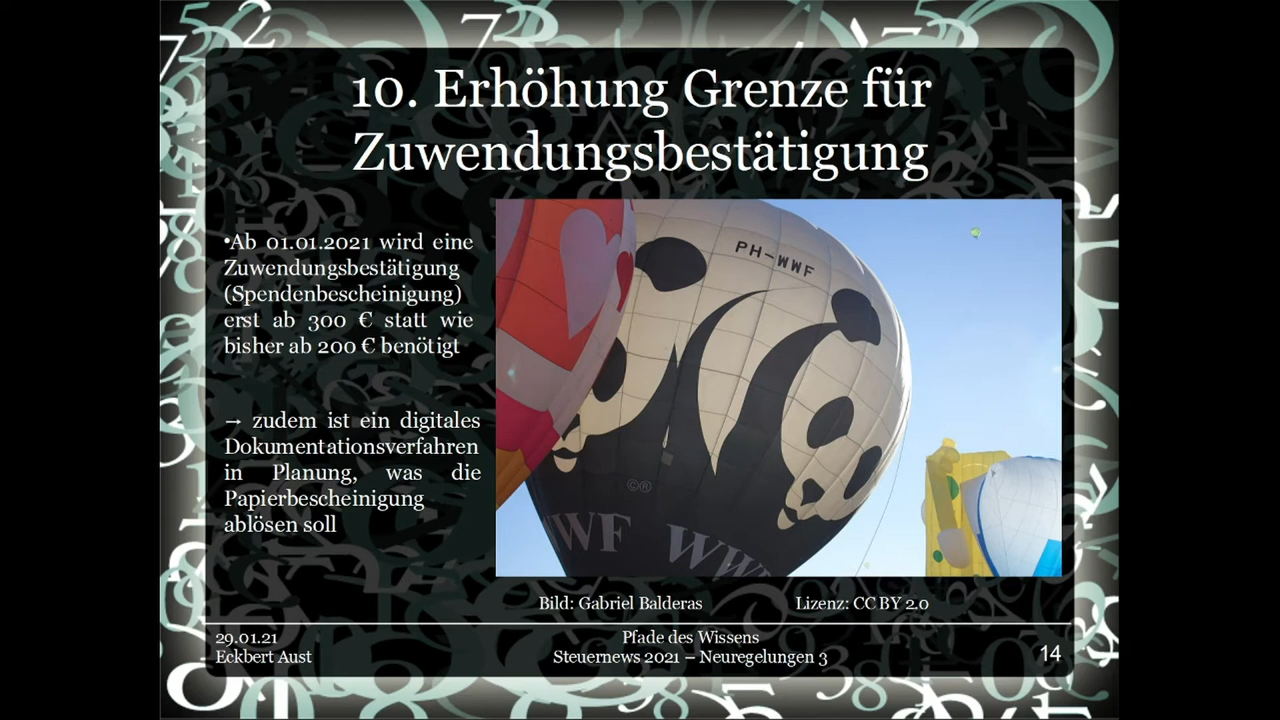 10. Erhöhung Grenze für
Zuwendungsbestätigung
•Ab 01.01.2021 wird eine
Zuwendungsbestätigung
(Spendenbescheinigung)
erst ab 300 € statt wie
bisher ab 200 € benötigt
→ zudem ist ein digitales
Dokumentationsverfahren
in Planung, was die
Papierbescheinigung
ablösen soll
PH-WWF
©®
WWF WWF
Bild: Gabriel Balderas Lizenz: CC BY 2.0
29.01.21
Eckbert Aust
Pfade des Wissens
Steuernews 2021 – Neuregelungen 3
14